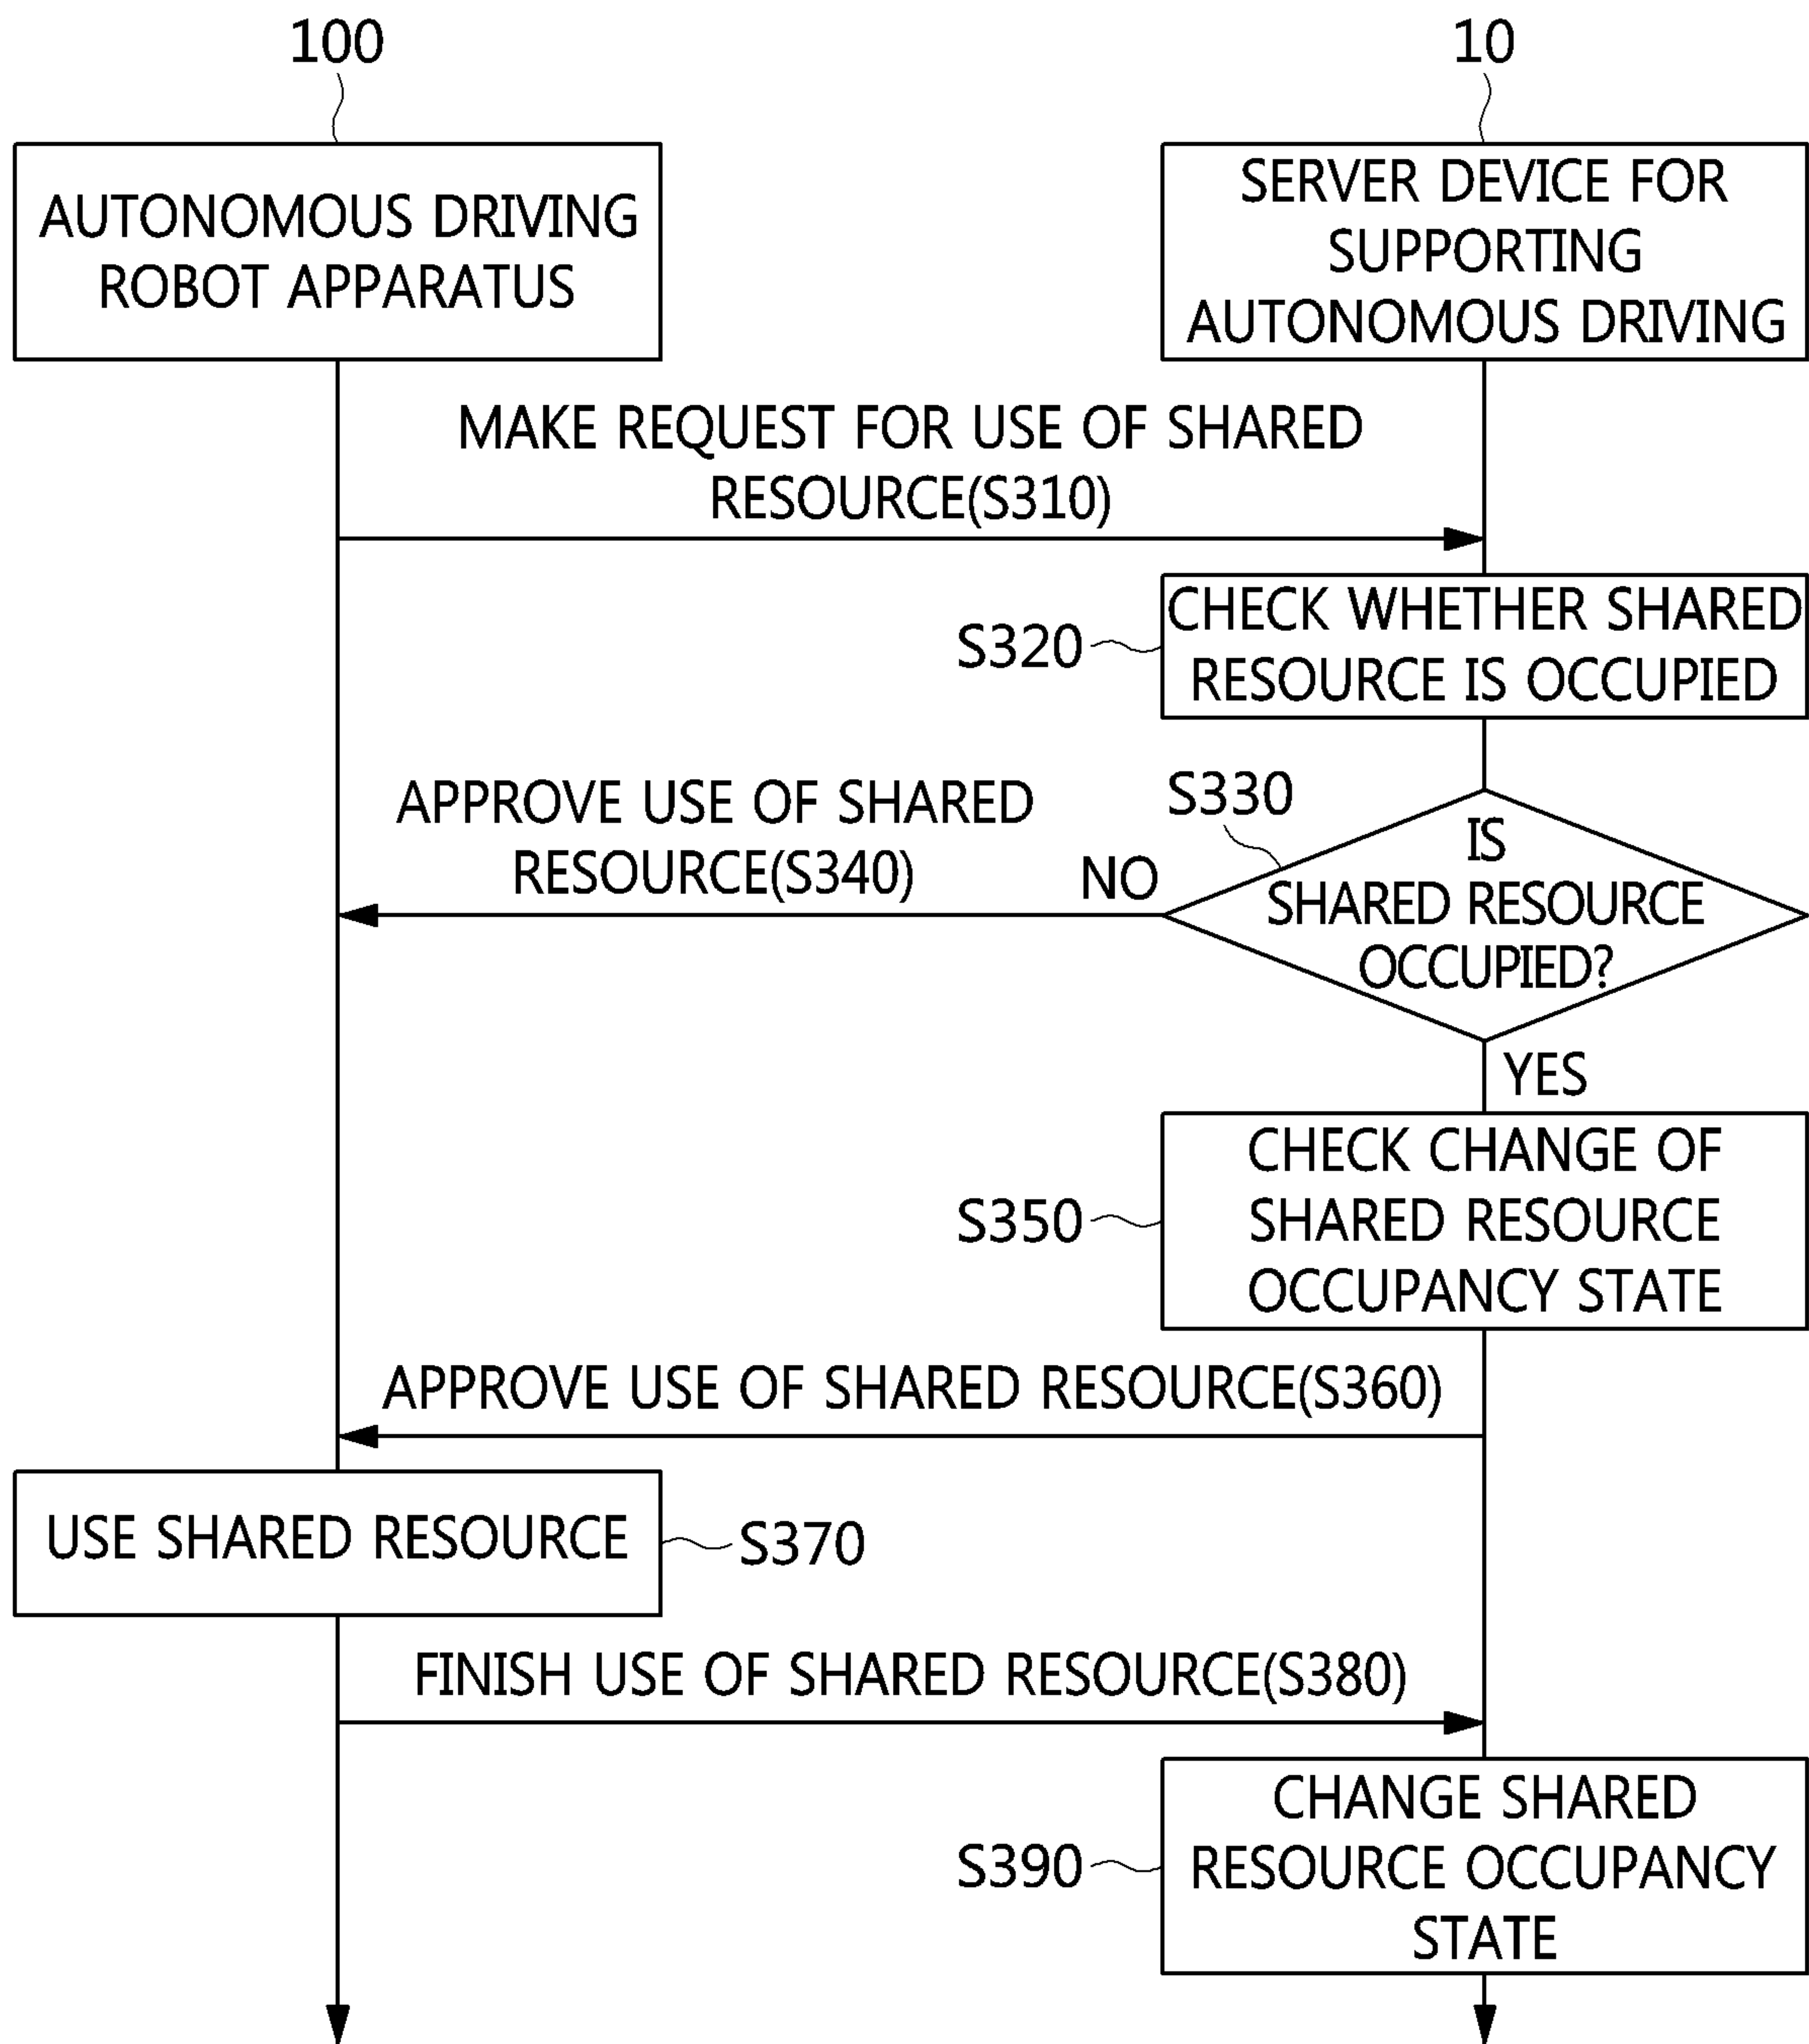 100
10
AUTONOMOUS DRIVING
ROBOT APPARATUS
SERVER DEVICE FOR
SUPPORTING
AUTONOMOUS DRIVING
MAKE REQUEST FOR USE OF SHARED
RESOURCE(S310)
S320
CHECK WHETHER SHARED
RESOURCE IS OCCUPIED
APPROVE USE OF SHARED
RESOURCE(S340)
NO
S330
IS
SHARED RESOURCE
OCCUPIED?
YES
S350
CHECK CHANGE OF
SHARED RESOURCE
OCCUPANCY STATE
APPROVE USE OF SHARED RESOURCE(S360)
USE SHARED RESOURCE
S370
FINISH USE OF SHARED RESOURCE(S380)
S390
CHANGE SHARED
RESOURCE OCCUPANCY
STATE